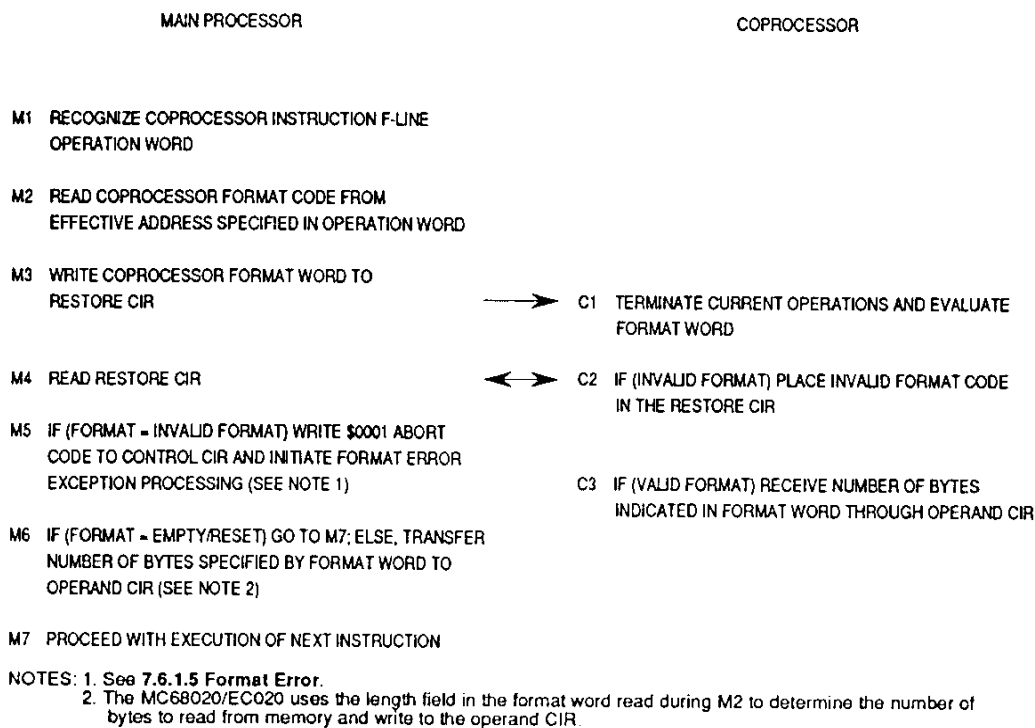 MAIN PROCESSOR
COPROCESSOR
M1 RECOGNIZE COPROCESSOR INSTRUCTION F-LINE
OPERATION WORD
M2 READ COPROCESSOR FORMAT CODE FROM
EFFECTIVE ADDRESS SPECIFIED IN OPERATION WORD
M3 WRITE COPROCESSOR FORMAT WORD TO
RESTORE CIR
C1 TERMINATE CURRENT OPERATIONS AND EVALUATE
FORMAT WORD
M4 READ RESTORE CIR
C2 IF (INVALID FORMAT) PLACE INVALID FORMAT CODE
IN THE RESTORE CIR
M5 IF (FORMAT = INVALID FORMAT) WRITE $0001 ABORT
CODE TO CONTROL CIR AND INITIATE FORMAT ERROR
EXCEPTION PROCESSING (SEE NOTE 1)
C3 IF (VALID FORMAT) RECEIVE NUMBER OF BYTES
INDICATED IN FORMAT WORD THROUGH OPERAND CIR
M6 IF (FORMAT = EMPTY/RESET) GO TO M7; ELSE, TRANSFER
NUMBER OF BYTES SPECIFIED BY FORMAT WORD TO
OPERAND CIR (SEE NOTE 2)
M7 PROCEED WITH EXECUTION OF NEXT INSTRUCTION
NOTES: 1. See 7.6.1.5 Format Error.
2. The MC68020/EC020 uses the length field in the format word read during M2 to determine the number of
bytes to read from memory and write to the operand CIR.